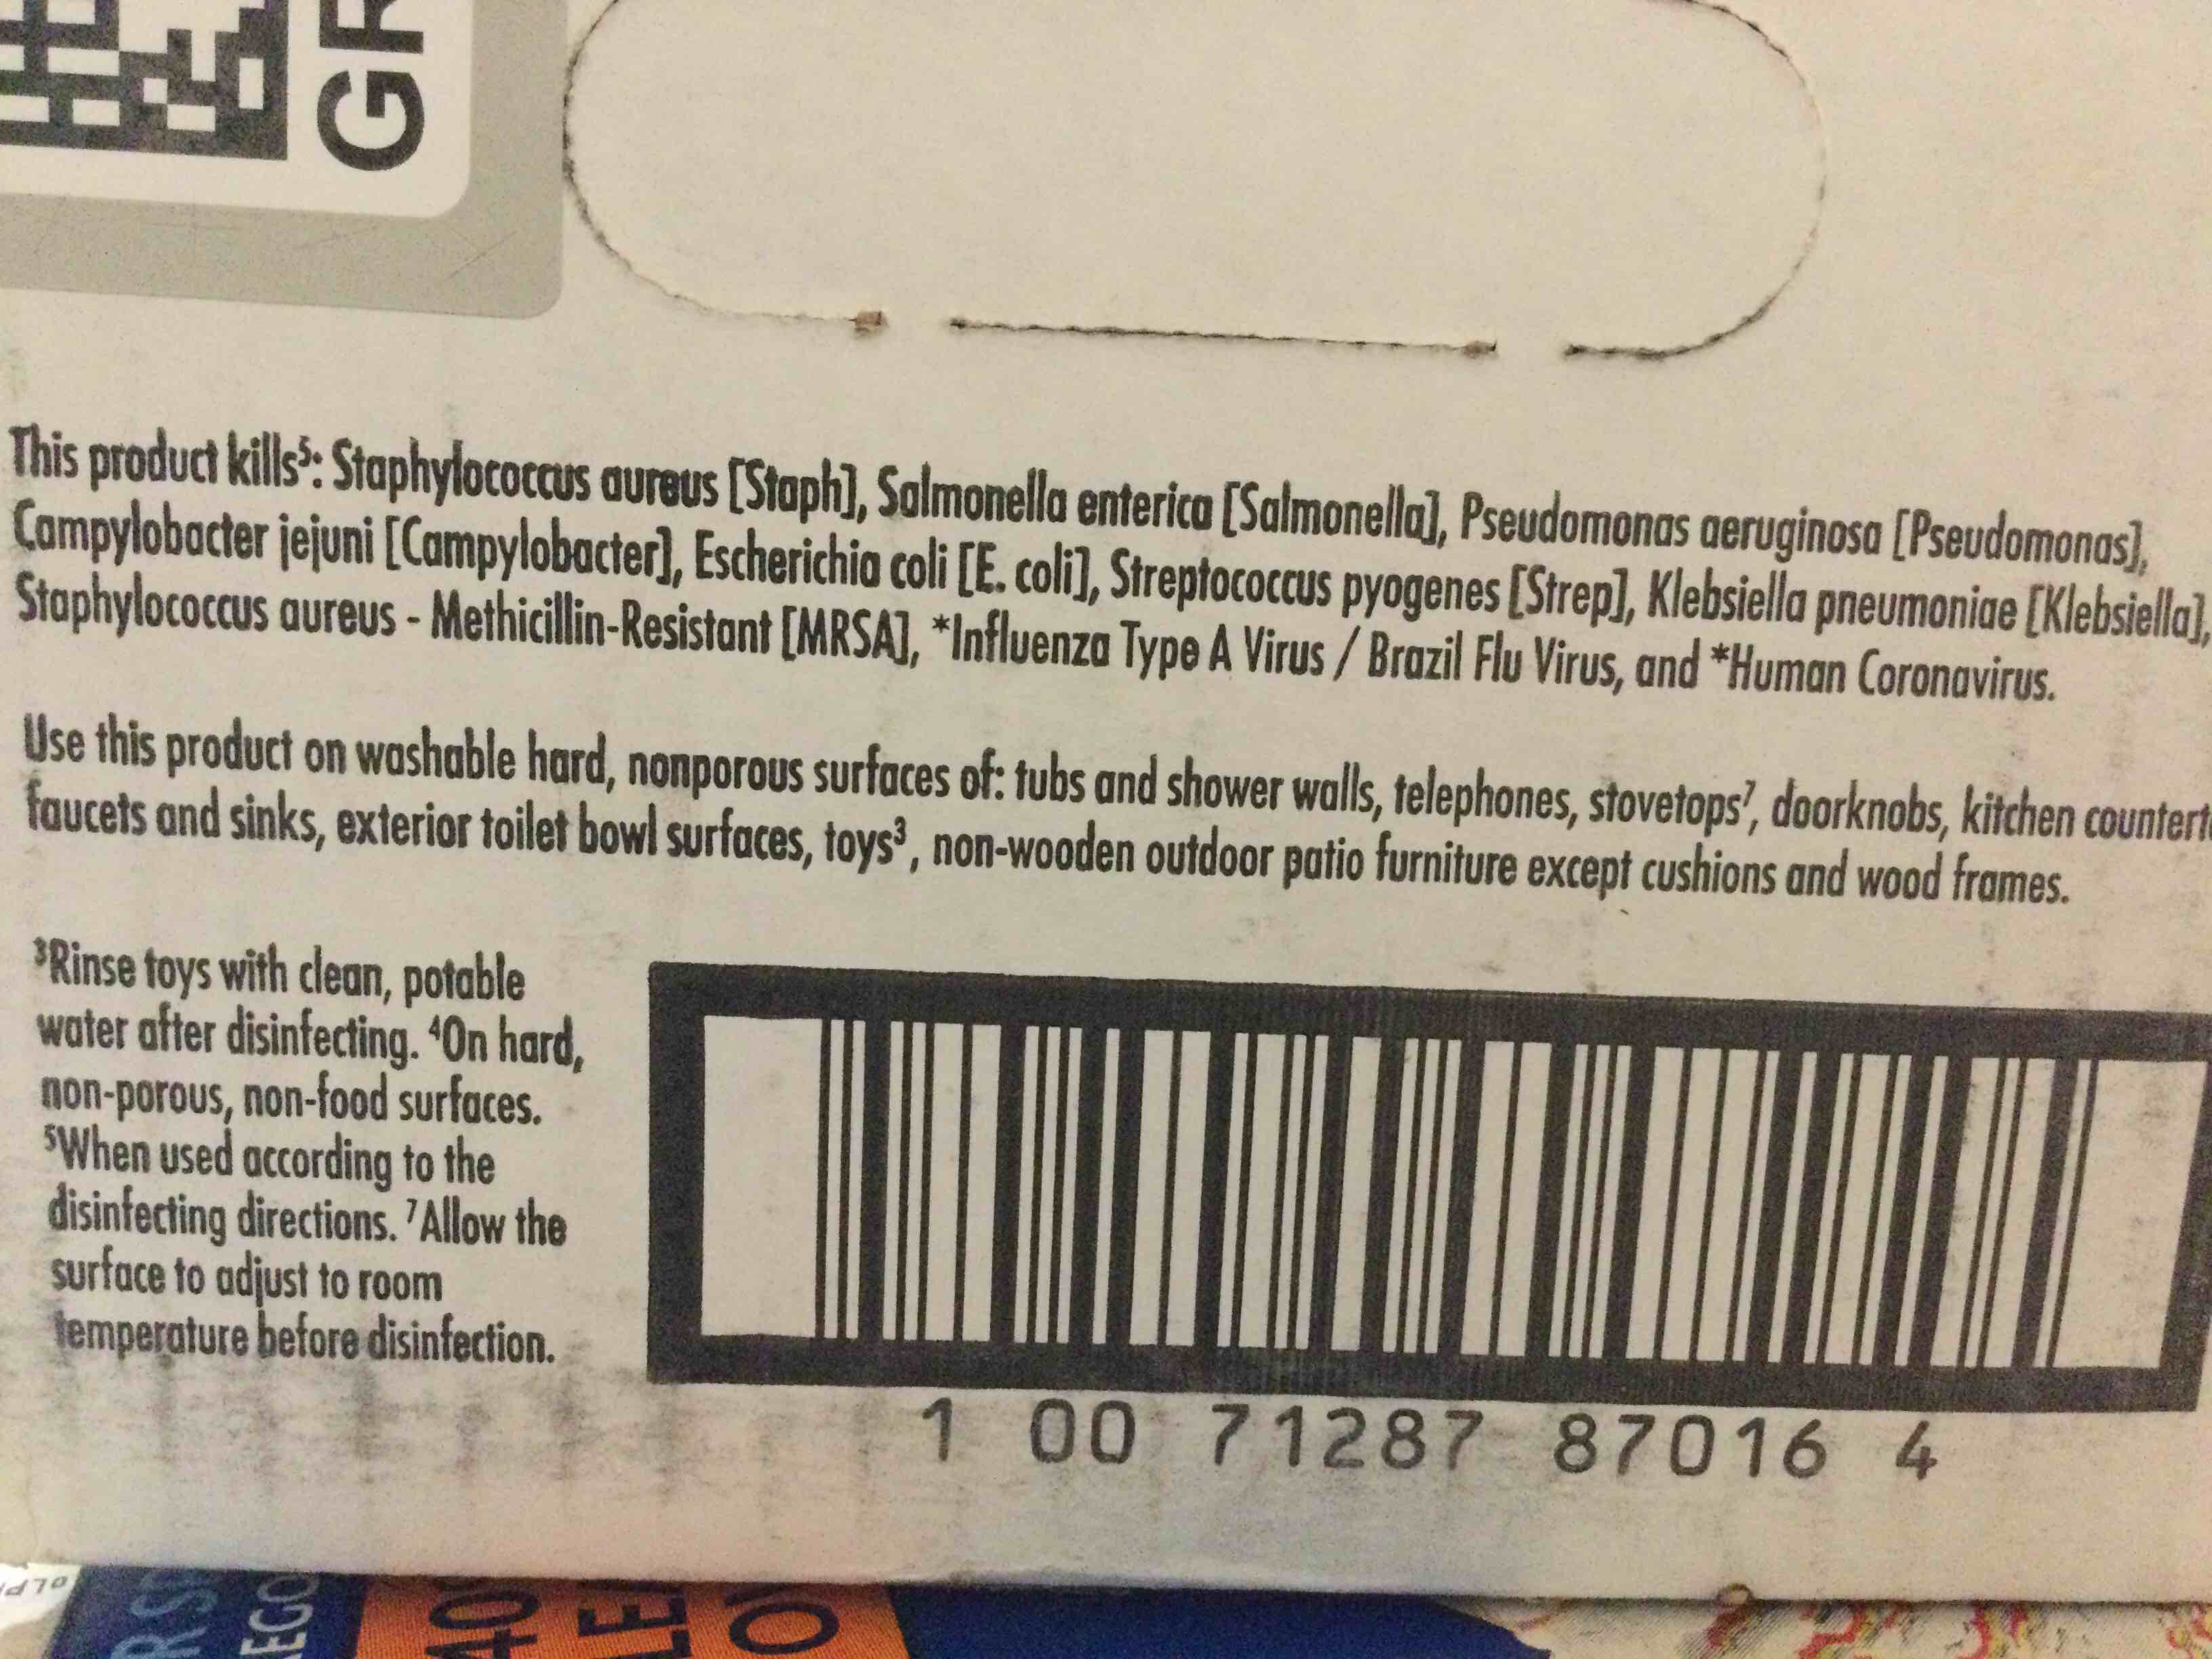 GR
This product kills⁵: Staphylococcus aureus [Staph], Salmonella enterica [Salmonella], Pseudomonas aeruginosa [Pseudomonas],
Campylobacter jejuni [Campylobacter], Escherichia coli [E. coli], Streptococcus pyogenes [Strep], Klebsiella pneumoniae [Klebsiella],
Staphylococcus aureus - Methicillin-Resistant [MRSA], *Influenza Type A Virus / Brazil Flu Virus, and *Human Coronavirus.
Use this product on washable hard, nonporous surfaces of: tubs and shower walls, telephones, stovetops⁷, doorknobs, kitchen
faucets and sinks, exterior toilet bowl surfaces, toys³, non-wooden outdoor patio furniture except cushions and wood frames.
³Rinse toys with clean, potable
water after disinfecting. ⁴On hard,
non-porous, non-food surfaces.
⁵When used according to the
disinfecting directions. ⁷Allow the
surface to adjust to room
temperature before disinfection.
1 00 71287 87016 4